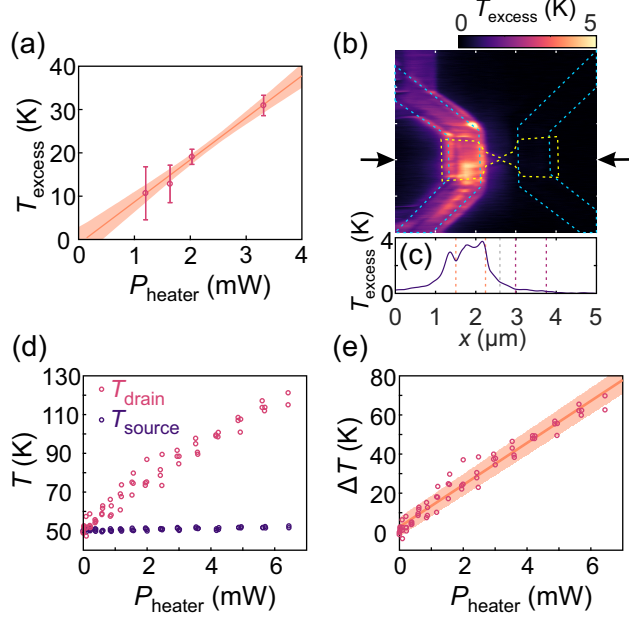 (a)
40
30
20
10
0
T_excess (K)
0 1 2 3 4
P_heater (mW)
(b)
T_excess (K)
0 5
(c)
4
0
T_excess (K)
0 1 2 3 4 5
x (μm)
(d)
130
110
90
70
50
T (K)
T_drain
T_source
0 2 4 6
P_heater (mW)
(e)
80
60
40
20
0
ΔT (K)
0 2 4 6
P_heater (mW)